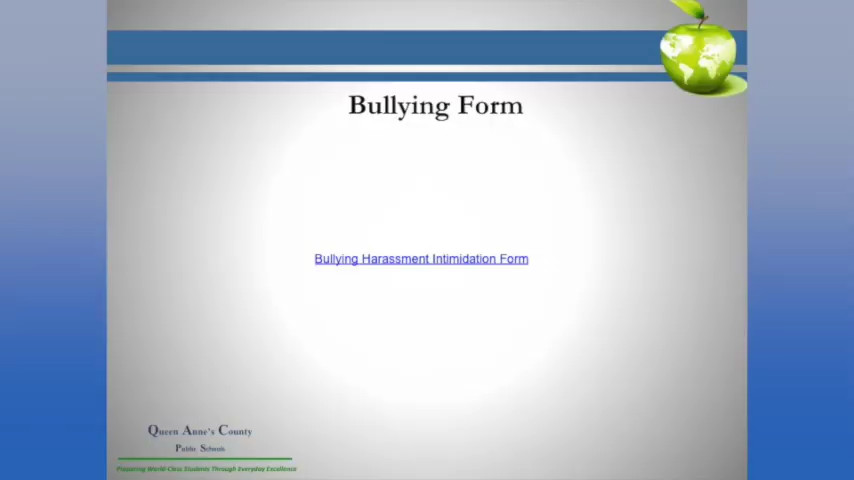 Bullying Form
Bullying Harassment Intimidation Form
Queen Anne's County
Public Schools
Preparing World-Class Students Through Everyday Excellence